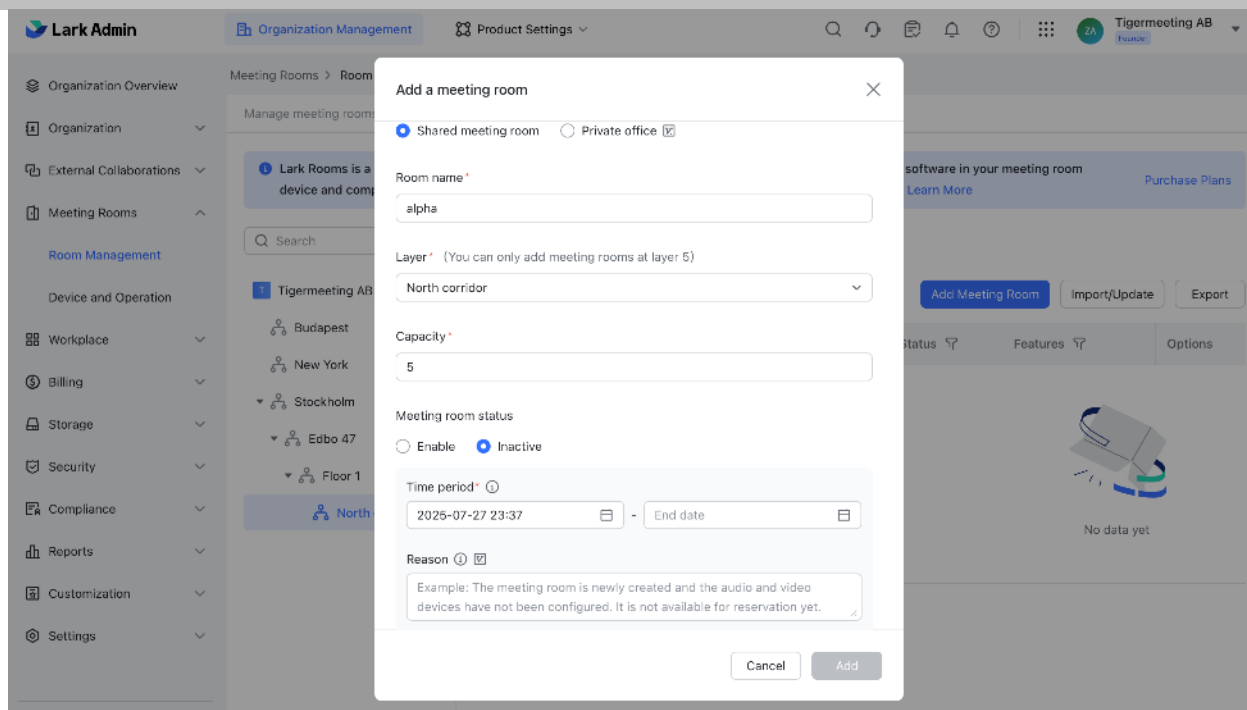 Lark Admin
Organization Management
Product Settings
ZA
Tigermeeting AB
Founder
Organization Overview
Organization
External Collaborations
Meeting Rooms
Room Management
Device and Operation
Workplace
Billing
Storage
Security
Compliance
Reports
Customization
Settings
Meeting Rooms > Room
Manage meeting rooms
Lark Rooms is a
device and comp
software in your meeting room
Learn More
Purchase Plans
Search
T Tigermeeting AB
Budapest
New York
Stockholm
Edbo 47
Floor 1
North
Add Meeting Room
Import/Update
Export
Status
Features
Options
No data yet
Add a meeting room
Shared meeting room
Private office
Room name*
alpha
Layer* (You can only add meeting rooms at layer 5)
North corridor
Capacity*
5
Meeting room status
Enable
Inactive
Time period*
2025-07-27 23:37 - End date
Reason
Example: The meeting room is newly created and the audio and video
devices have not been configured. It is not available for reservation yet.
Cancel
Add